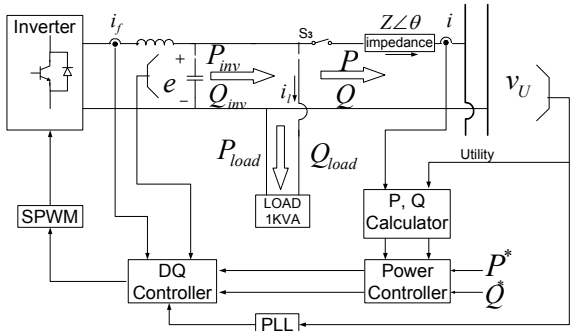 Inverter
i_f
S₃
Z∠θ
i
impedance
+
e
−
P_inv
Q_inv
P
Q
i_l
v_U
P_load
Q_load
Utility
LOAD
1KVA
P, Q
Calculator
SPWM
DQ
Controller
Power
Controller
P*
Q*
PLL